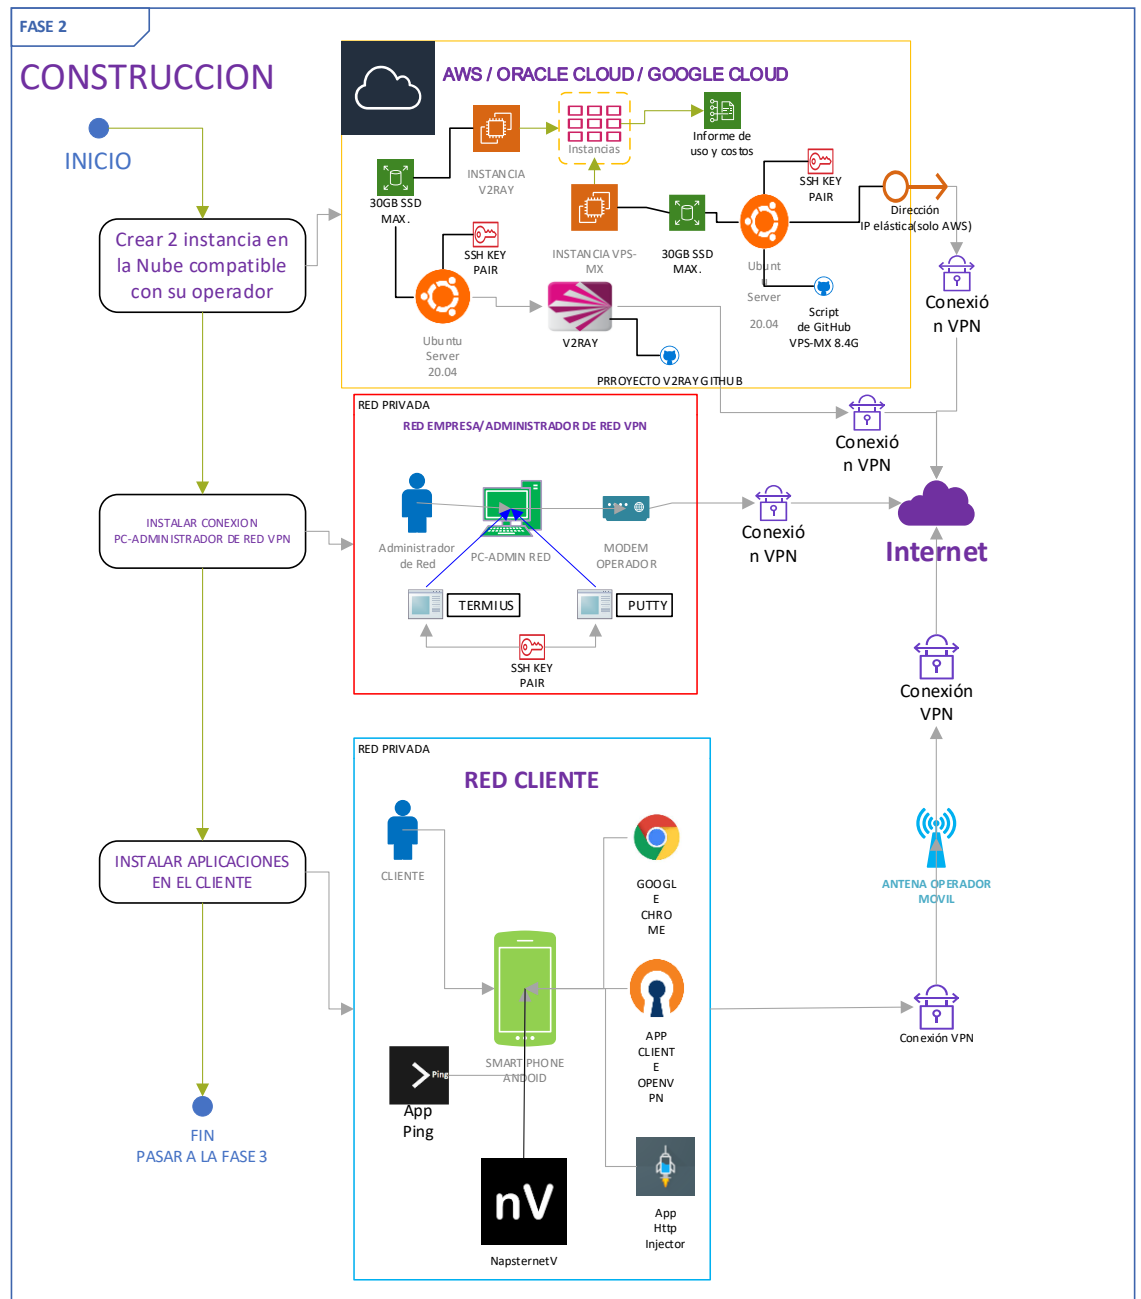 FASE 2
CONSTRUCCION
INICIO
AWS / ORACLE CLOUD / GOOGLE CLOUD
Instancias
Informe de
uso y costos
INSTANCIA
V2RAY
30GB SSD
MAX.
SSH KEY
PAIR
SSH KEY
PAIR
Dirección
IP elástica(solo AWS)
INSTANCIA VPS-
MX
30GB SSD
MAX.
Ubunt
u
Server
20.04
Crear 2 instancia en
la Nube compatible
con su operador
Ubuntu
Server
20.04
V2RAY
Script
de GitHub
VPS-MX 8.4G
PRROYECTO V2RAY GITHUB
Conexió
n VPN
Conexió
n VPN
RED PRIVADA
RED EMPRESA/ADMINISTRADOR DE RED VPN
INSTALAR CONEXION
PC-ADMINISTRADOR DE RED VPN
Administrador
de Red
PC-ADMIN RED
MODEM
OPERADOR
Conexió
n VPN
Internet
TERMIUS
PUTTY
SSH KEY
PAIR
Conexión
VPN
RED PRIVADA
RED CLIENTE
INSTALAR APLICACIONES
EN EL CLIENTE
CLIENTE
GOOGL
E
CHRO
ME
ANTENA OPERADOR
MOVIL
SMART PHONE
ANDOID
APP
CLIENT
E
OPENV
PN
Conexión VPN
Ping
App
Ping
FIN
PASAR A LA FASE 3
nV
NapsternetV
App
Http
Injector